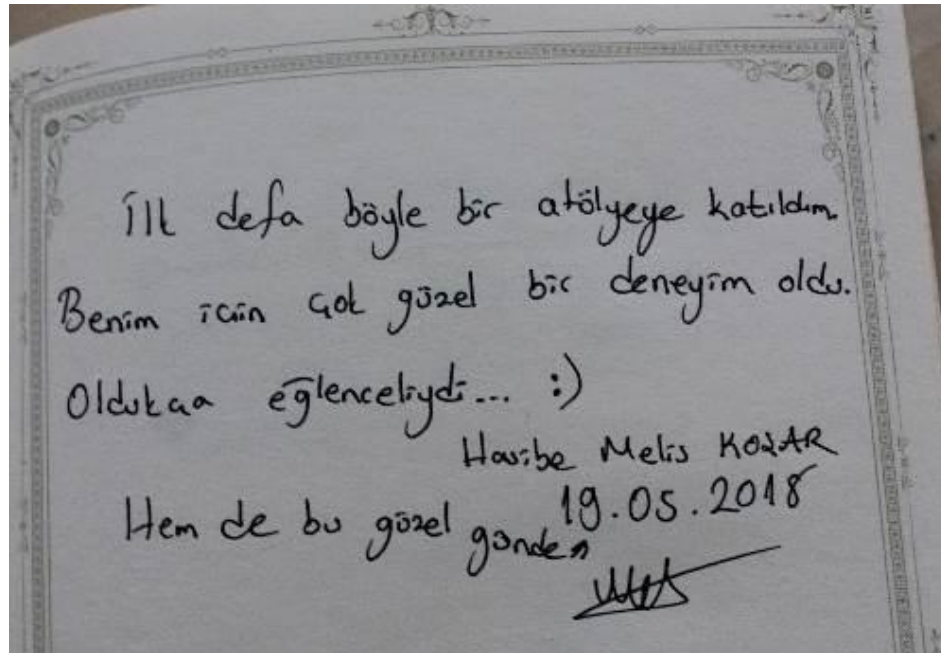 İlk defa böyle bir atölyeye katıldım.
Benim için çok güzel bir deneyim oldu.
Oldukça eğlenceliydi... :)
Melis KOZAR
Hem de bu güzel günde 19.05.2018